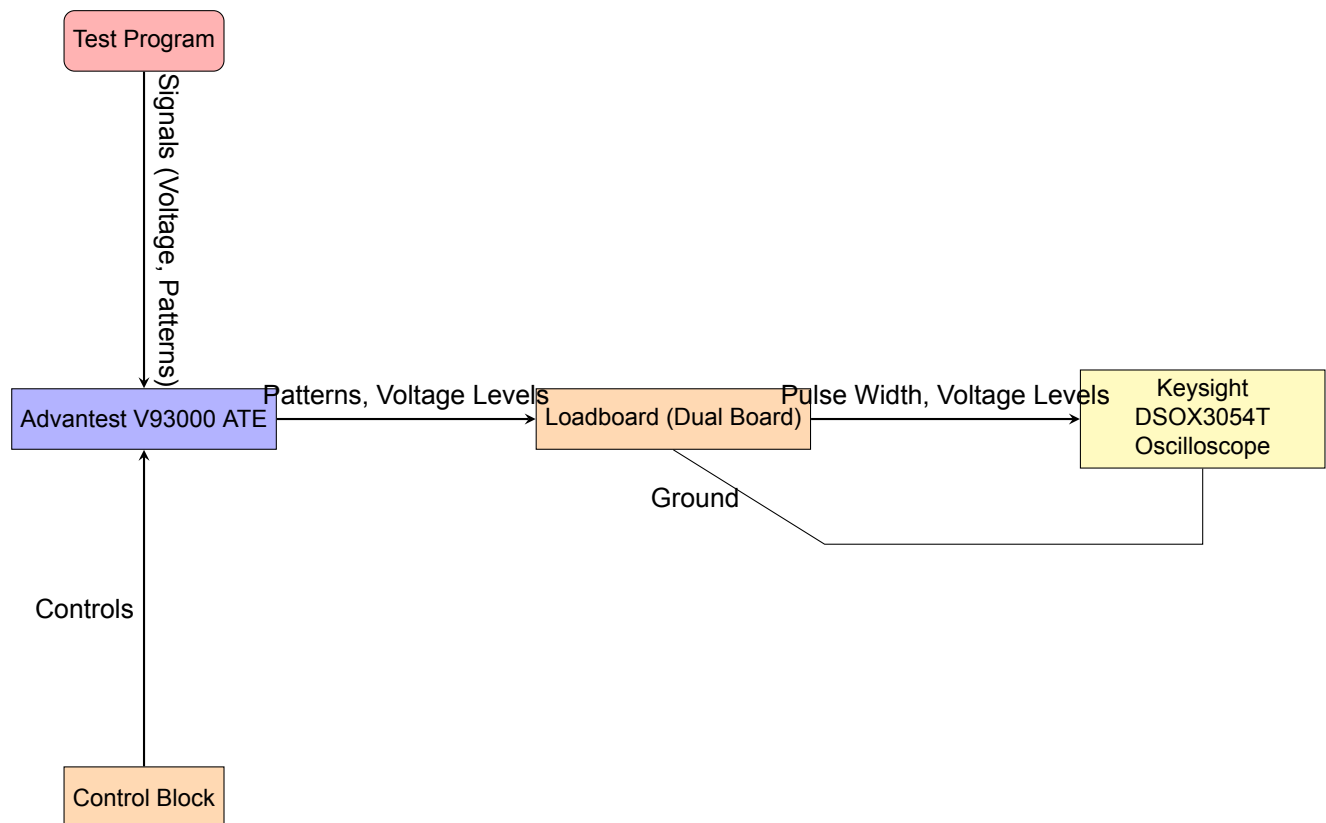 Test Program
Signals (Voltage, Patterns)
Advantest V93000 ATE
Patterns, Voltage Levels
Loadboard (Dual Board)
Pulse Width, Voltage Levels
Keysight
DSOX3054T
Oscilloscope
Ground
Controls
Control Block